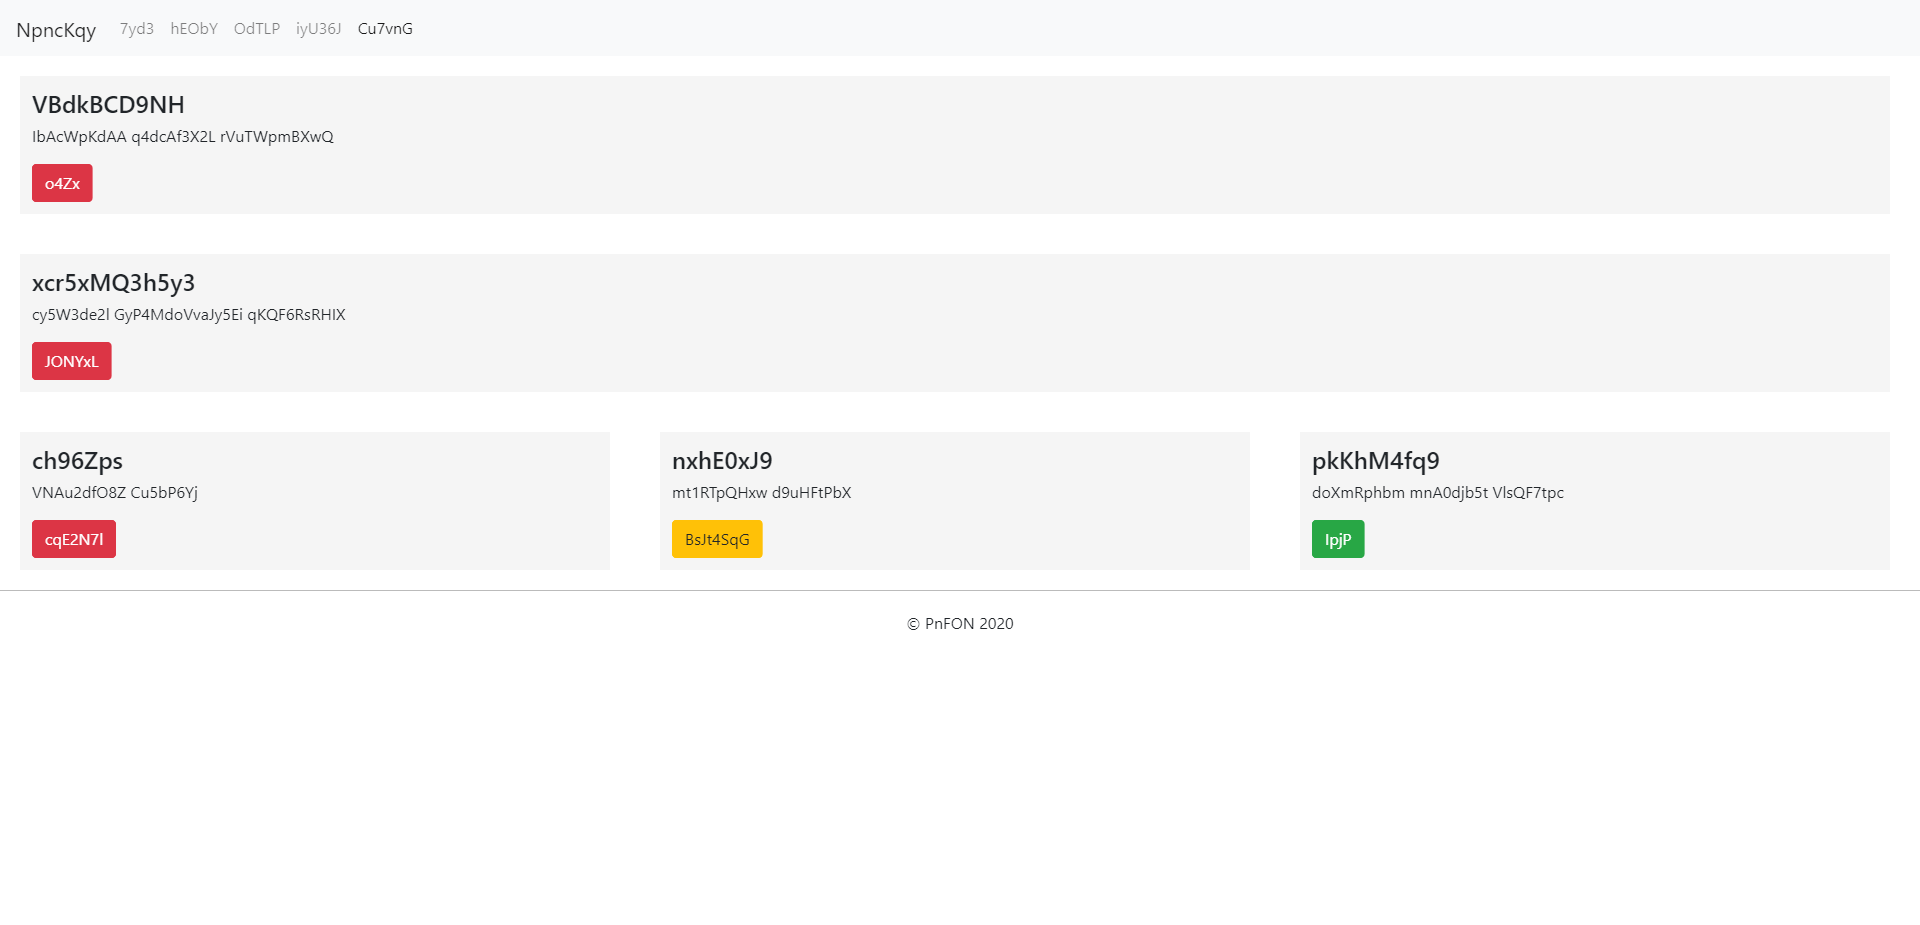 NpncKqy 7yd3 hEObY OdTLP iyU36J Cu7vnG
VBdkBCD9NH
IbAcWpKdAA q4dcAf3X2L rVuTWpmBXwQ
o4Zx
xcr5xMQ3h5y3
cy5W3de2l GyP4MdoVvaJy5Ei qKQF6RsRHIX
JONYxL
ch96Zps
VNAu2dfO8Z Cu5bP6Yj
cqE2N7l
nxhE0xJ9
mt1RTpQHxw d9uHFtPbX
BsJt4SqG
pkKhM4fq9
doXmRphbm mnA0djb5t VlsQF7tpc
IpjP
© PnFON 2020